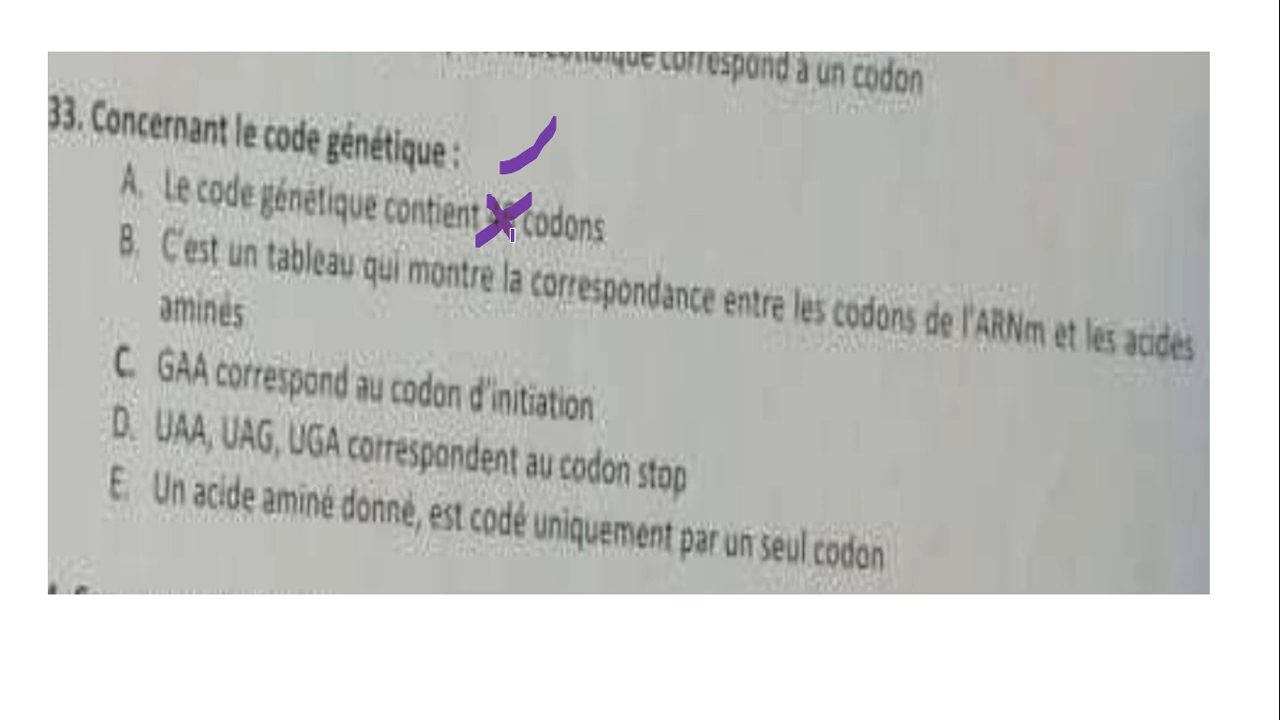 correspond à un codon
33. Concernant le code génétique :
A. Le code génétique contient codons
B. C'est un tableau qui montre la correspondance entre les codons de l'ARNm et les acides
aminés
C. GAA correspond au codon d'initiation
D. UAA, UAG, UGA correspondent au codon stop
E. Un acide aminé donné, est codé uniquement par un seul codon